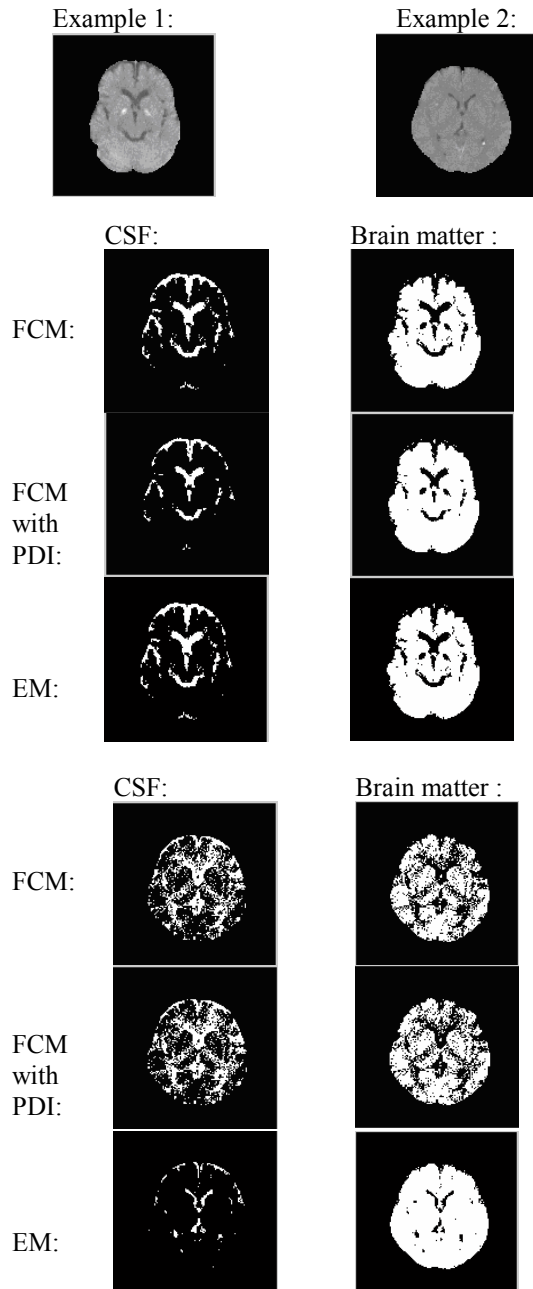 Example 1:
Example 2:
CSF:
Brain matter :
FCM:
FCM
with
PDI:
EM:
CSF:
Brain matter :
FCM:
FCM
with
PDI:
EM: